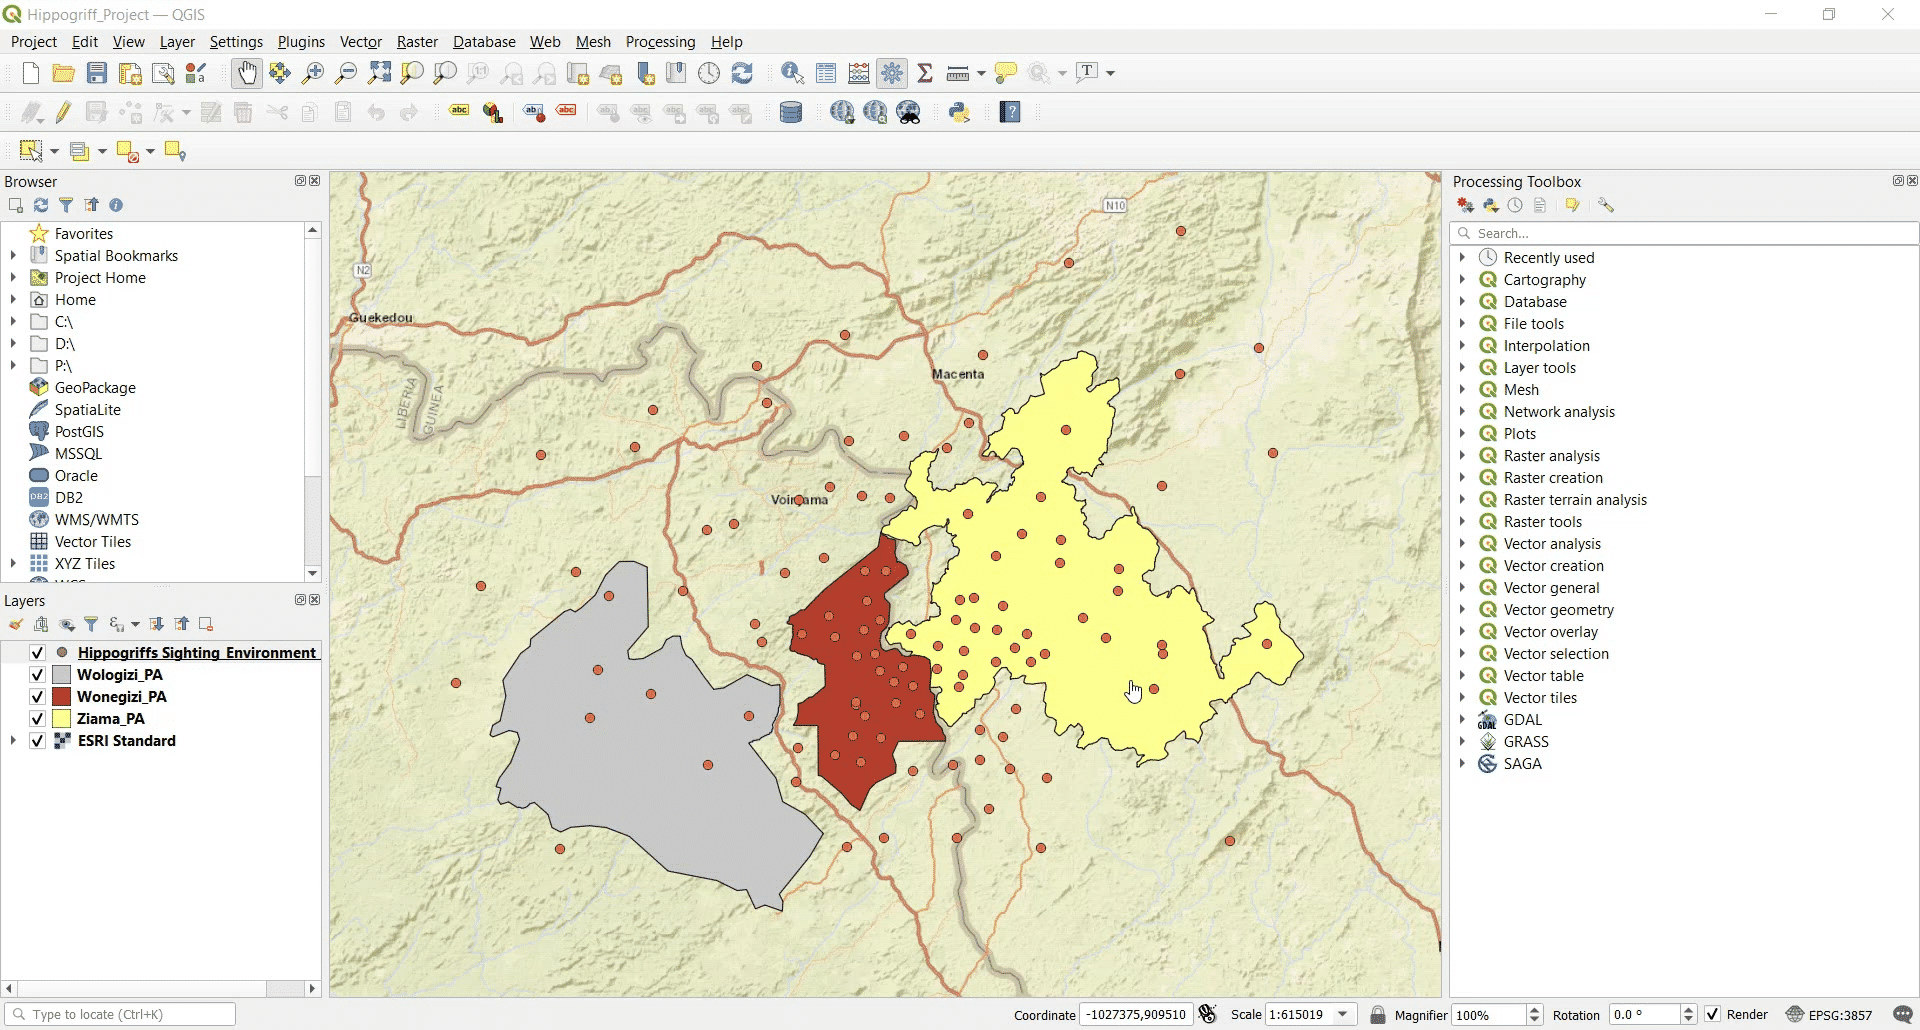 Hippogriff_Project — QGIS
Project Edit View Layer Settings Plugins Vector Raster Database Web Mesh Processing Help
Browser
Favorites
Spatial Bookmarks
Project Home
Home
C:\
D:\
P:\
GeoPackage
SpatiaLite
PostGIS
MSSQL
Oracle
DB2
WMS/WMTS
Vector Tiles
XYZ Tiles
Layers
Hippogriffs Sighting Environment
Wologizi_PA
Wonegizi_PA
Ziama_PA
ESRI Standard
N10
N2
Guekedou
LIBERIA
GUINEA
Macenta
Processing Toolbox
Search...
Recently used
Cartography
Database
File tools
Interpolation
Layer tools
Mesh
Network analysis
Plots
Raster analysis
Raster creation
Raster terrain analysis
Raster tools
Vector analysis
Vector creation
Vector general
Vector geometry
Vector overlay
Vector selection
Vector table
Vector tiles
GDAL
GRASS
SAGA
Type to locate (Ctrl+K)
Coordinate -1027375,909510 Scale 1:615019 Magnifier 100% Rotation 0.0 ° Render EPSG:3857